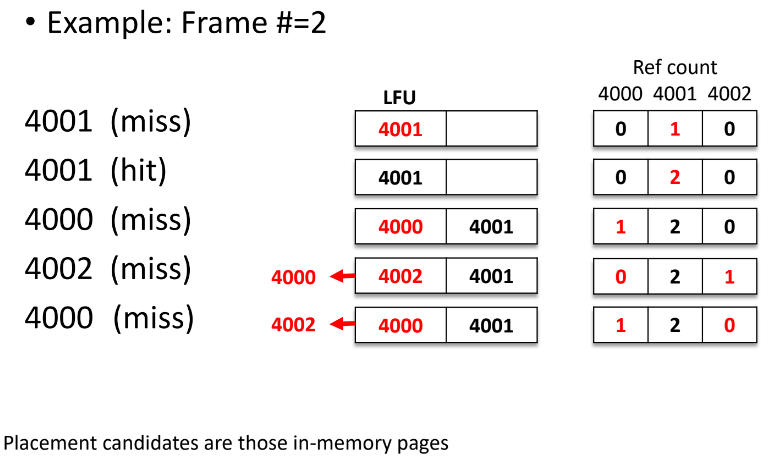 • Example: Frame #=2
Ref count
LFU 4000 4001 4002
4001 (miss) 4001 0 1 0
4001 (hit) 4001 0 2 0
4000 (miss) 4000 4001 1 2 0
4002 (miss) 4000 4002 4001 0 2 1
4000 (miss) 4002 4000 4001 1 2 0
Placement candidates are those in-memory pages